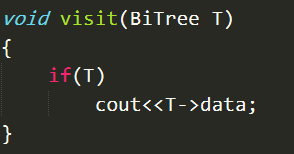 void visit(BiTree T)
{
    if(T)
        cout<<T->data;
}